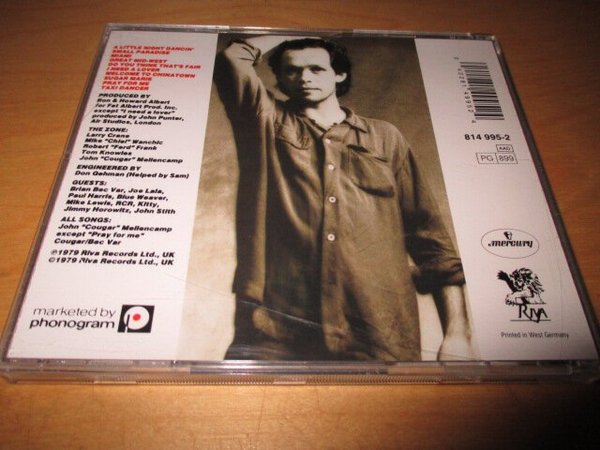 A LITTLE NIGHT DANCIN'
SMALL PARADISE
MIAMI
GREAT MID-WEST
DO YOU THINK THAT'S FAIR
I NEED A LOVER
WELCOME TO CHINATOWN
SUGAR MARIE
PRAY FOR ME
TAXI DANCER
PRODUCED BY
Ron & Howard Albert
for Fat Albert Prod. Inc.
except "I need a lover"
produced by John Punter,
Air Studios, London
THE ZONE:
Larry Crane
Mike "Chief" Wanchic
Robert "Ferd" Frank
Tom Knowles
John "Cougar" Mellencamp
ENGINEERED BY
Don Gehman (Helped by Sam)
GUESTS:
Brian Bec Var, Joe Lala,
Paul Harris, Blue Weaver,
Mike Lewis, RCR, Kitty,
Jimmy Horowitz, John Stith
ALL SONGS:
John "Cougar" Mellencamp
except "Pray for me"
Cougar/Bec Var
℗1979 Riva Records Ltd., UK
©1979 Riva Records Ltd., UK
marketed by
phonogram
814 995-2
AAD
PG 899
mercury
RIVA
Printed in West Germany